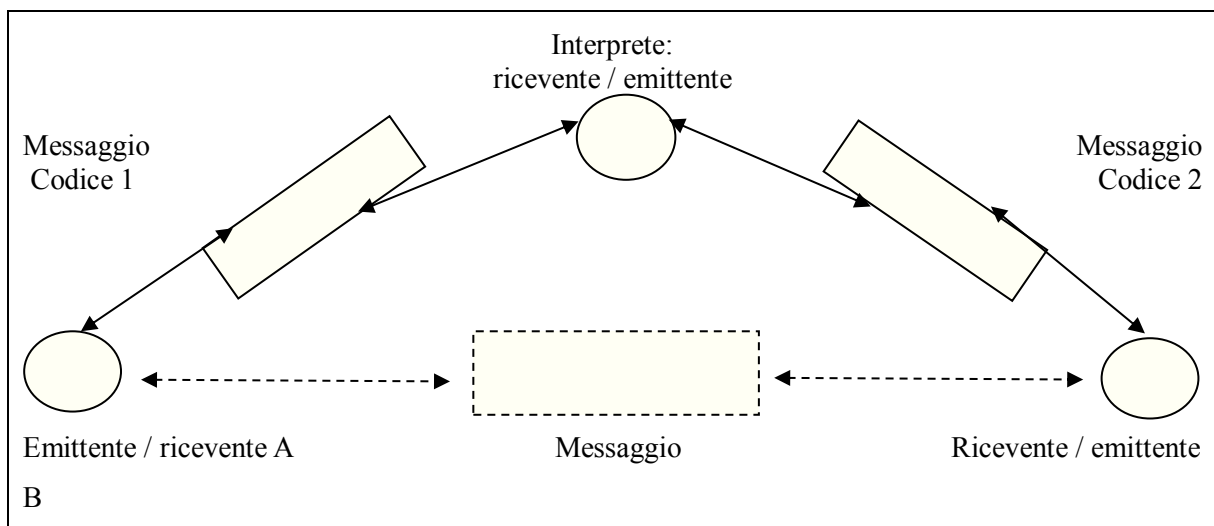 Interprete:
ricevente / emittente
Messaggio
Codice 1
Messaggio
Codice 2
Emittente / ricevente A
Messaggio
Ricevente / emittente
B